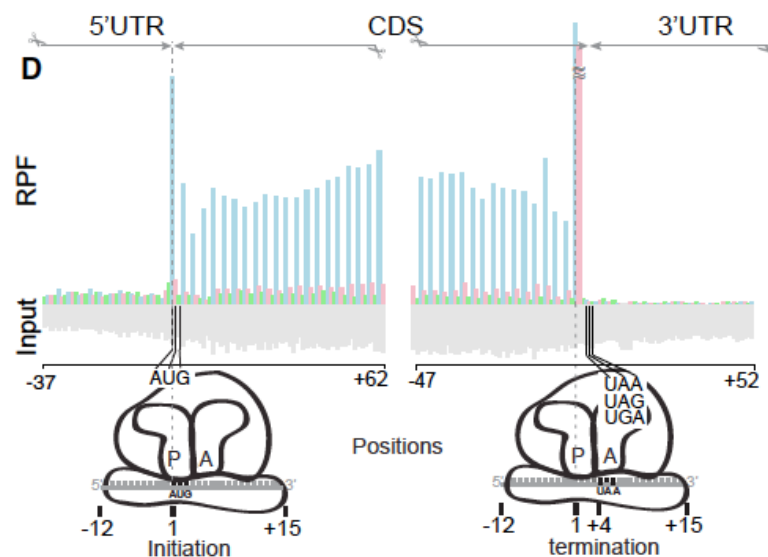 5'UTR CDS 3'UTR
D
RPF
Input
AUG
-37 +62 -47 +52
UAA
UAG
UGA
P A
Positions
P A
5' AUG 3'
5' UAA 3'
-12 1 +15
-12 1 +4 +15
Initiation
termination